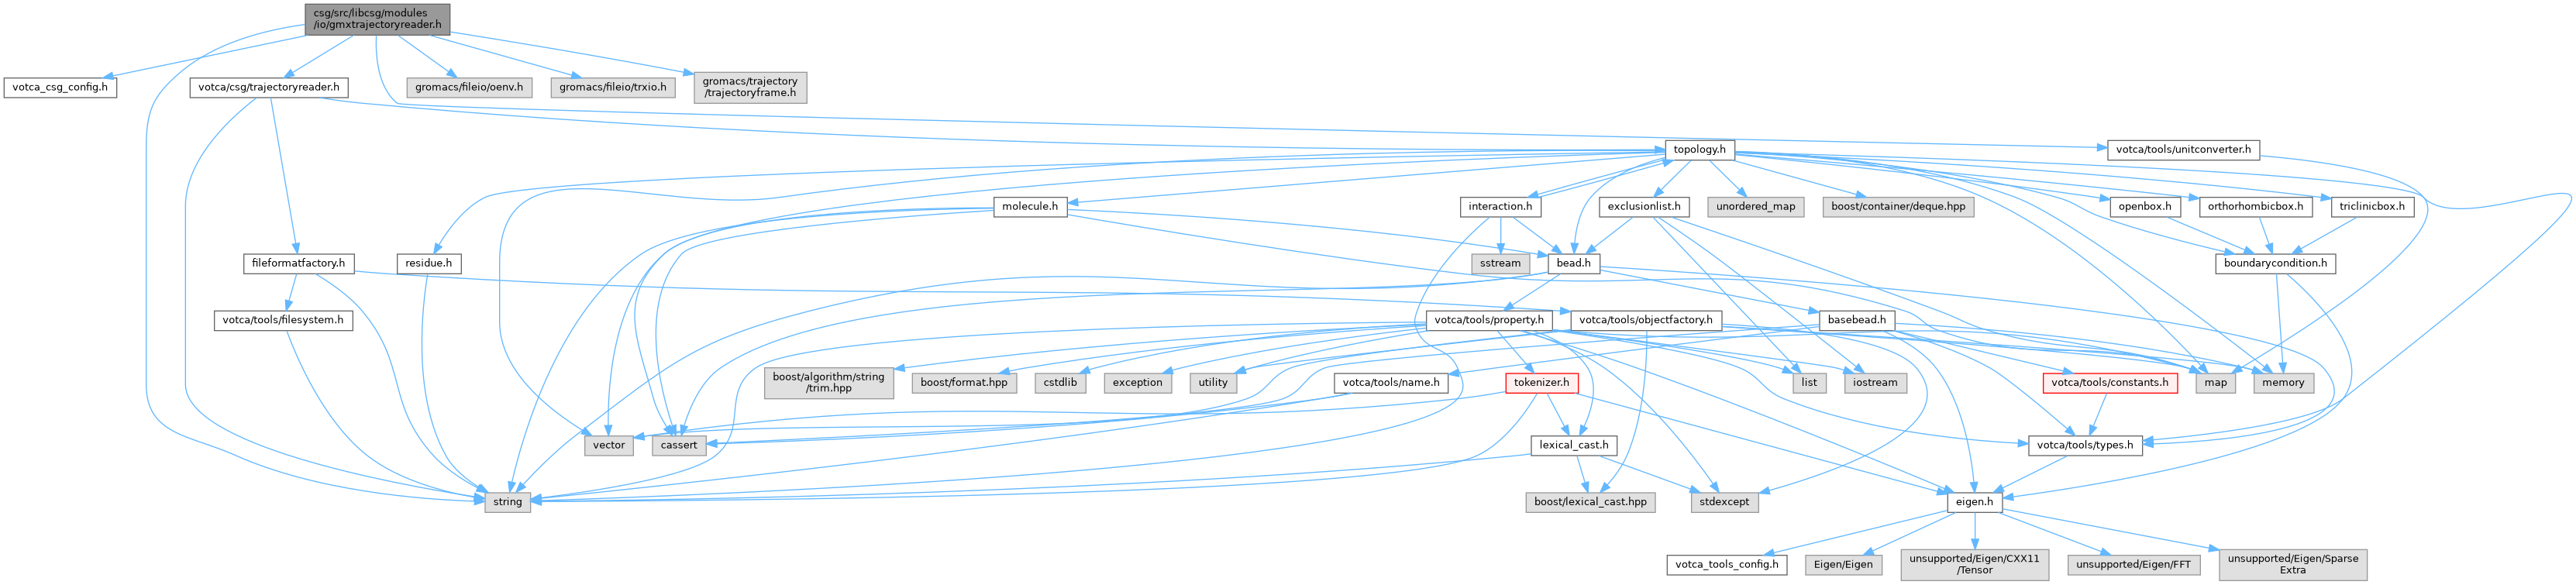 csg/src/libcsg/modules
/io/gmxtrajectoryreader.h
votca_csg_config.h
votca/csg/trajectoryreader.h
gromacs/fileio/oenv.h
gromacs/fileio/trxio.h
gromacs/trajectory
/trajectoryframe.h
topology.h
votca/tools/unitconverter.h
molecule.h
interaction.h
exclusionlist.h
unordered_map
boost/container/deque.hpp
openbox.h
orthorhombicbox.h
triclinicbox.h
fileformatfactory.h
residue.h
sstream
bead.h
boundarycondition.h
votca/tools/filesystem.h
votca/tools/property.h
votca/tools/objectfactory.h
basebead.h
boost/algorithm/string
/trim.hpp
boost/format.hpp
cstdlib
exception
utility
votca/tools/name.h
tokenizer.h
list
iostream
votca/tools/constants.h
map
memory
vector
cassert
lexical_cast.h
votca/tools/types.h
string
boost/lexical_cast.hpp
stdexcept
eigen.h
votca_tools_config.h
Eigen/Eigen
unsupported/Eigen/CXX11
/Tensor
unsupported/Eigen/FFT
unsupported/Eigen/Sparse
Extra